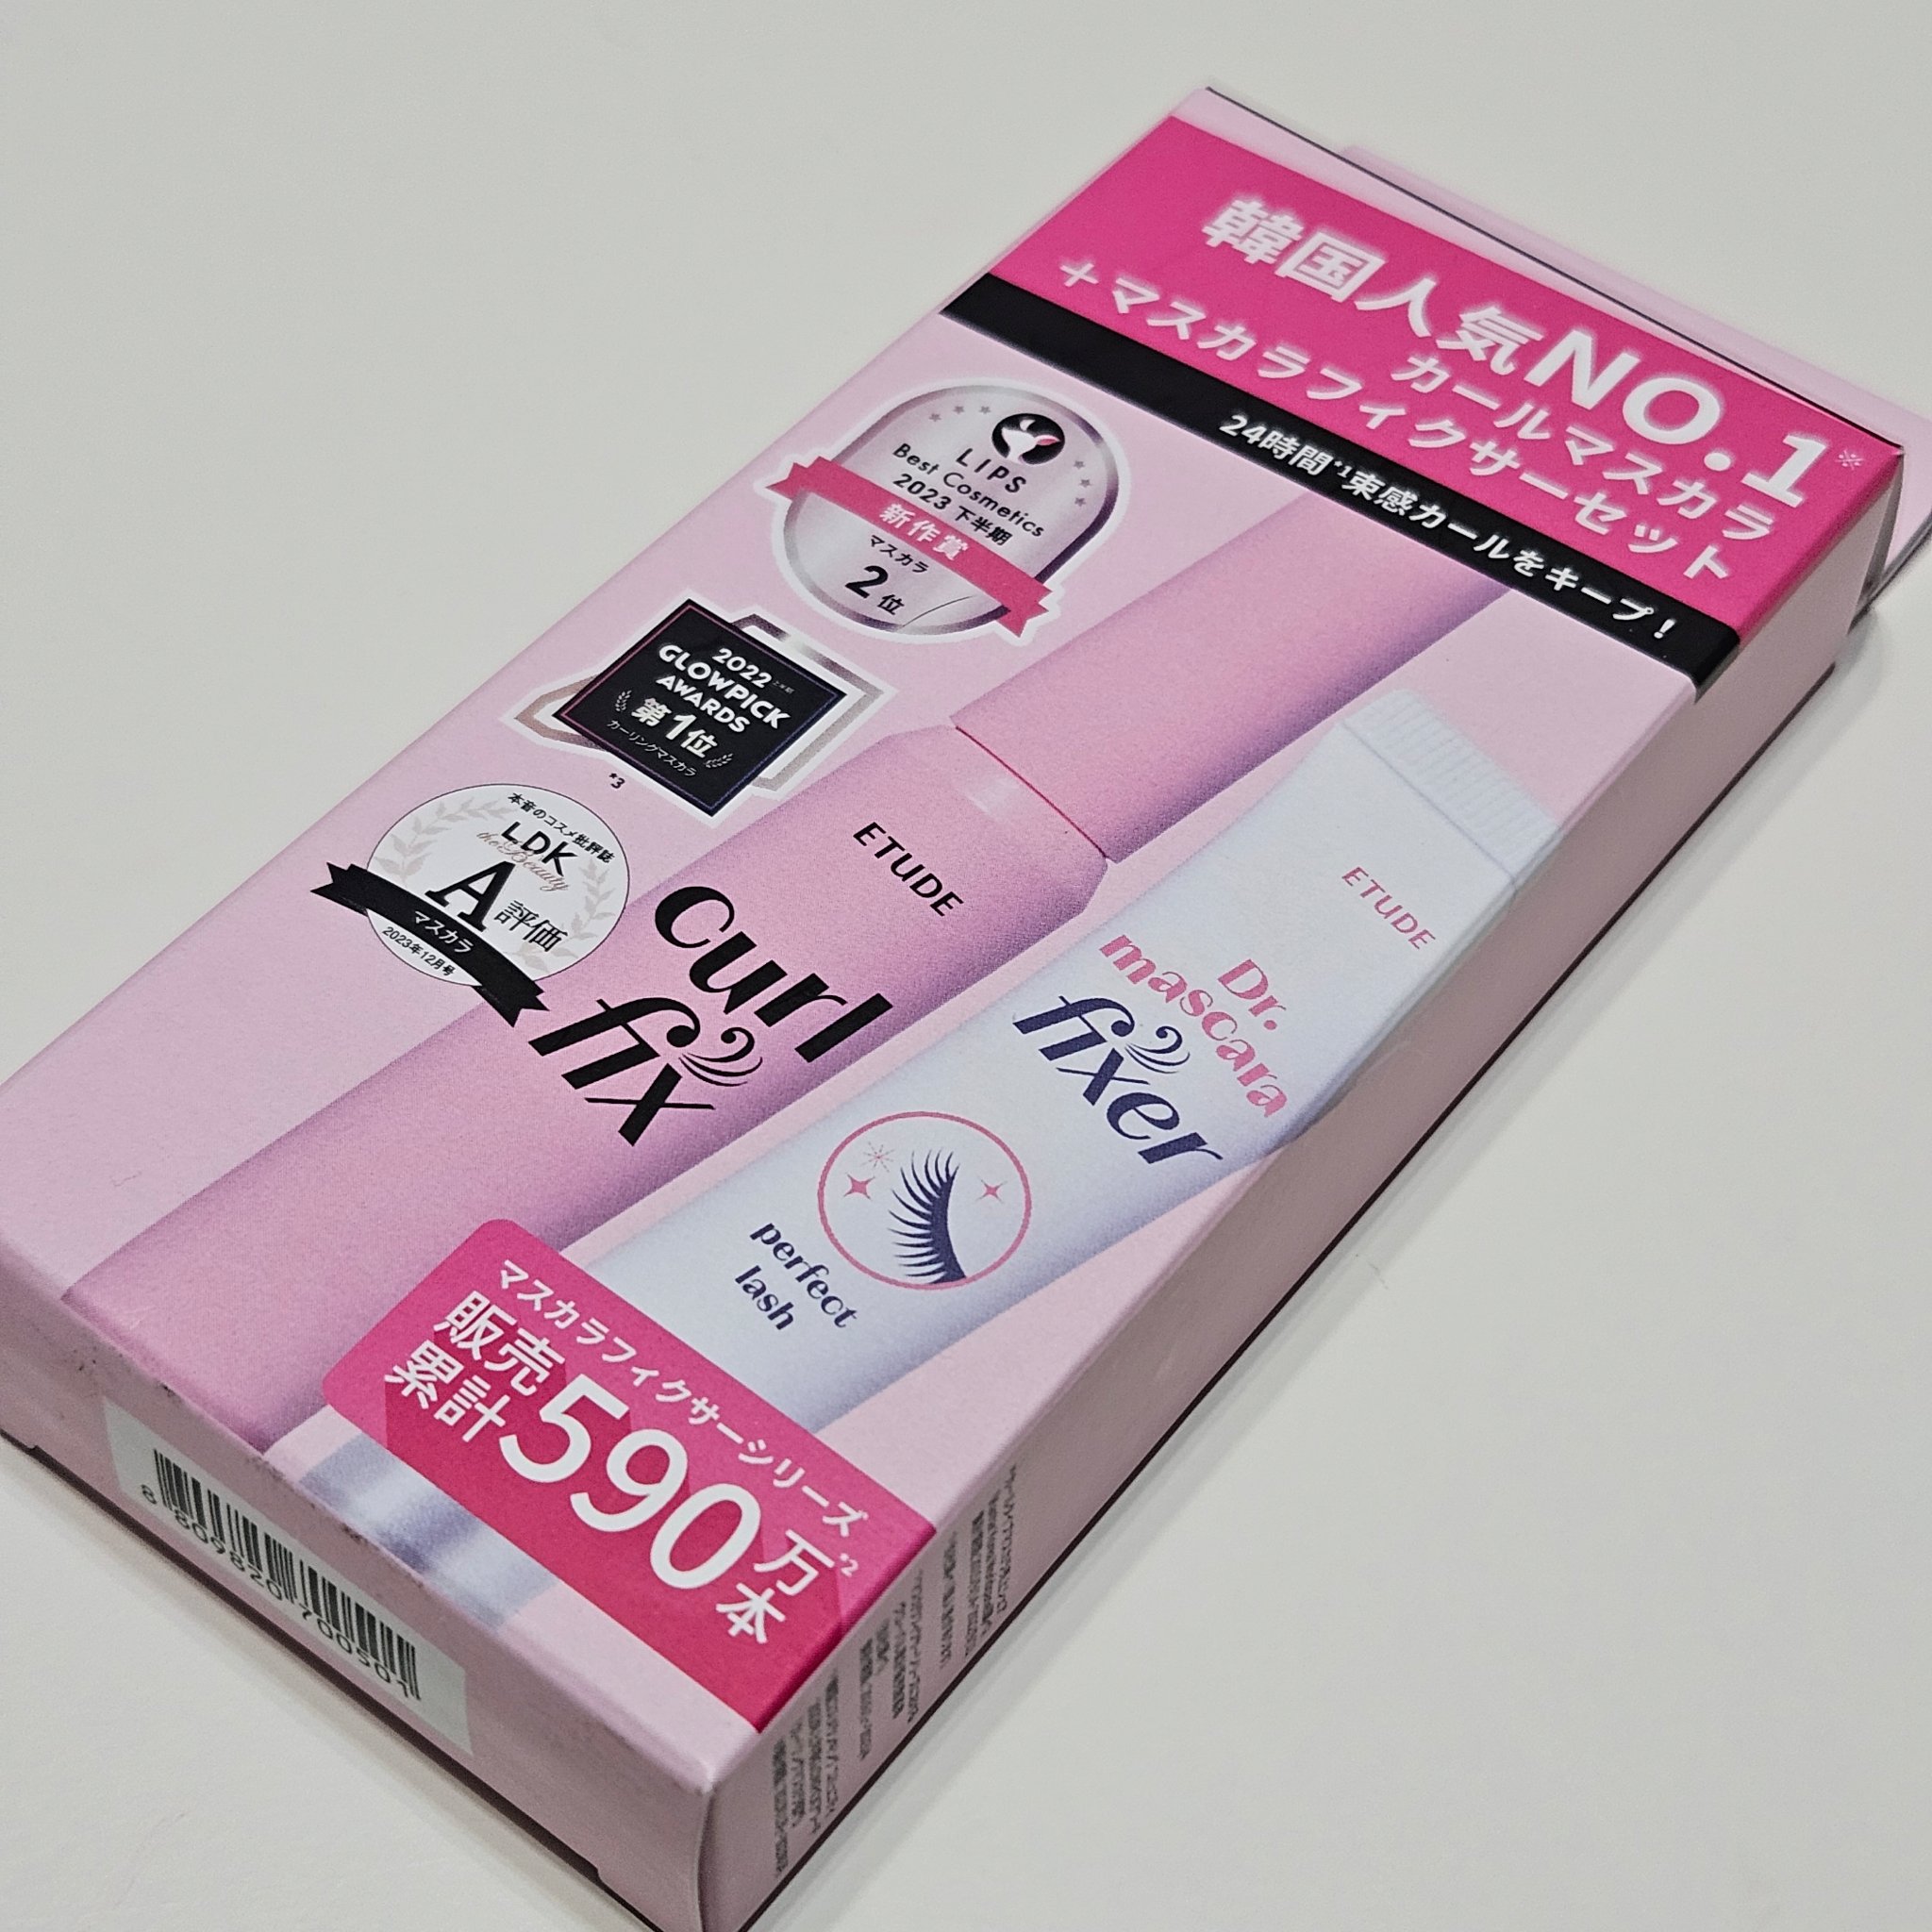 韓国人気NO.1※
カールマスカラ
+マスカラフィクサーセット
24時間*1束感カールをキープ!
LIPS
Best Cosmetics
2023 下半期
新作賞
マスカラ
2位
2022 上半期
GLOWPICK
AWARDS
第1位
カーリングマスカラ
*3
本音のコスメ批評誌
LDK
the Beauty
A評価
マスカラ
2023年12月号
ETUDE
curl
fix
ETUDE
Dr.
mascara
fixer
perfect
lash
マスカラフィクサーシリーズ
販売
累計
590万本*2
8 809820 700501